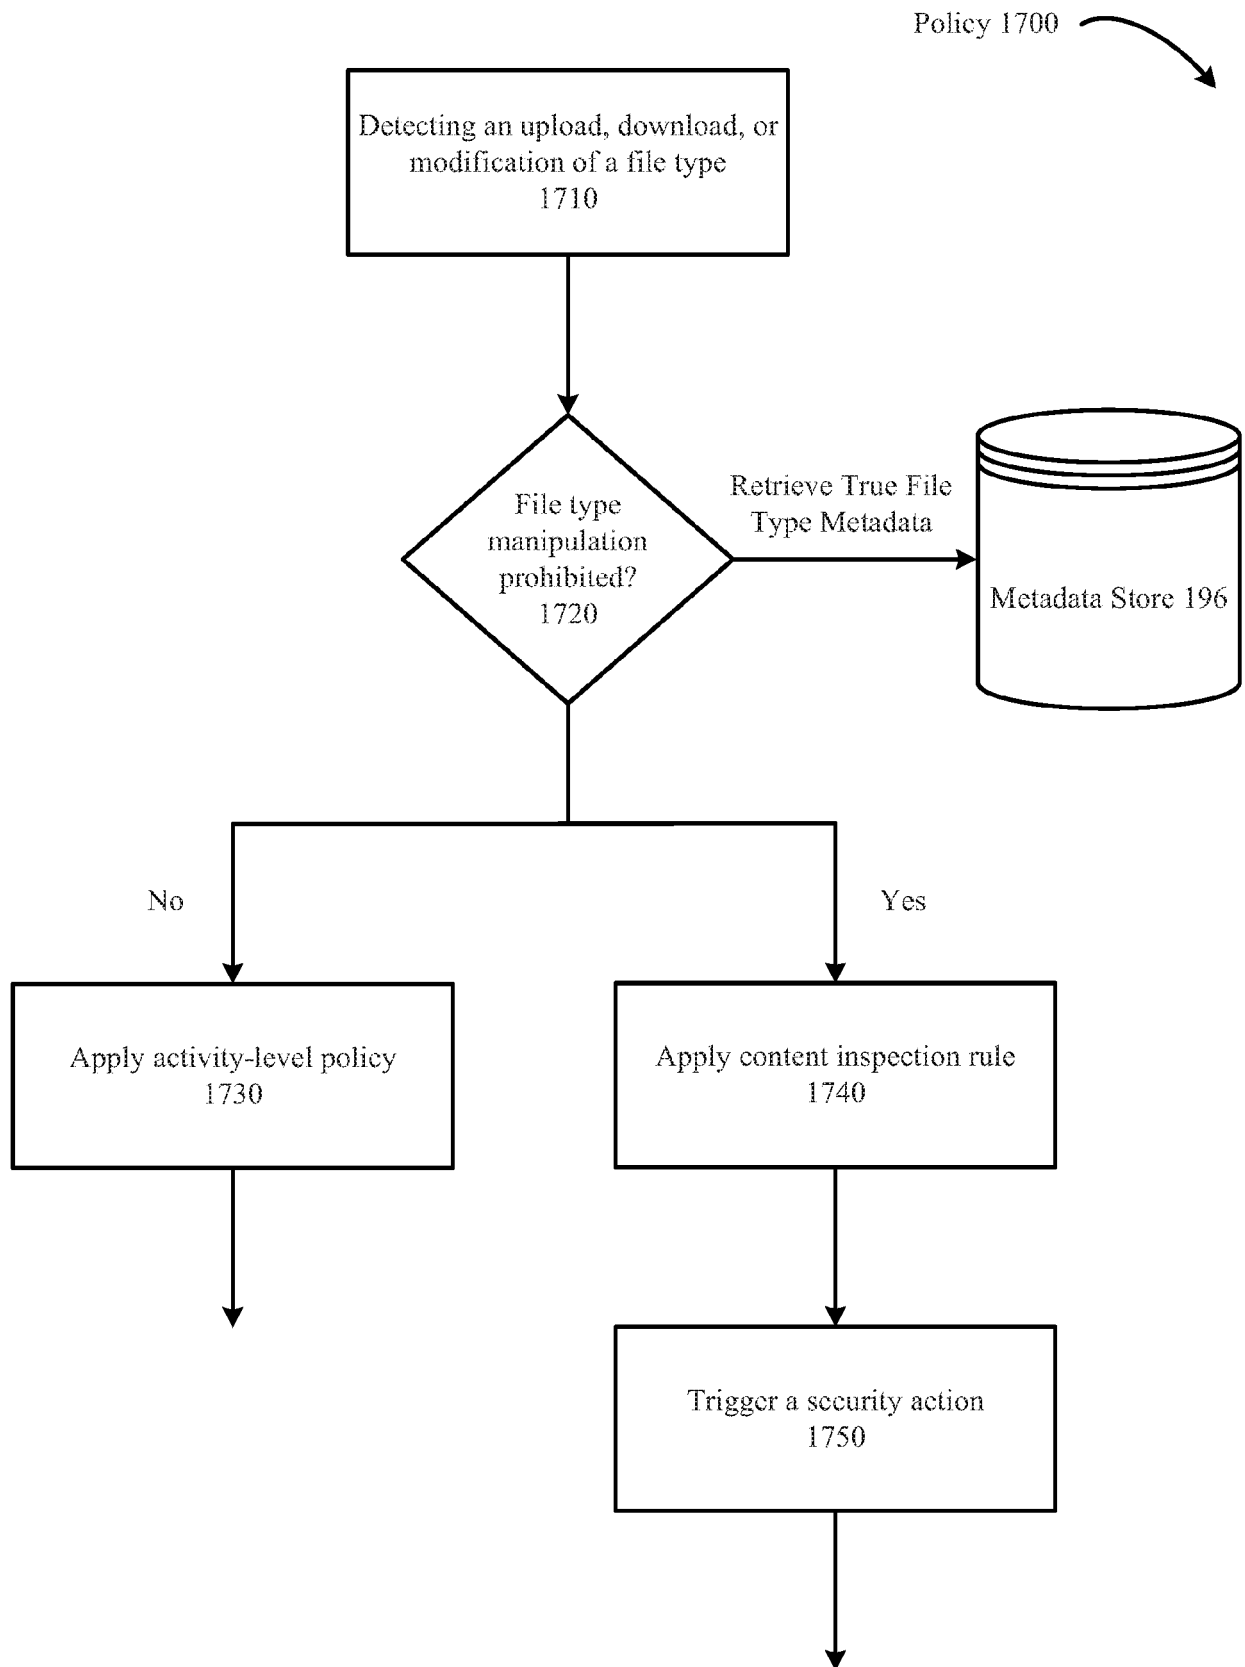 Policy 1700
Detecting an upload, download, or
modification of a file type
1710
File type
manipulation
prohibited?
1720
Retrieve True File
Type Metadata
Metadata Store 196
No
Yes
Apply activity-level policy
1730
Apply content inspection rule
1740
Trigger a security action
1750